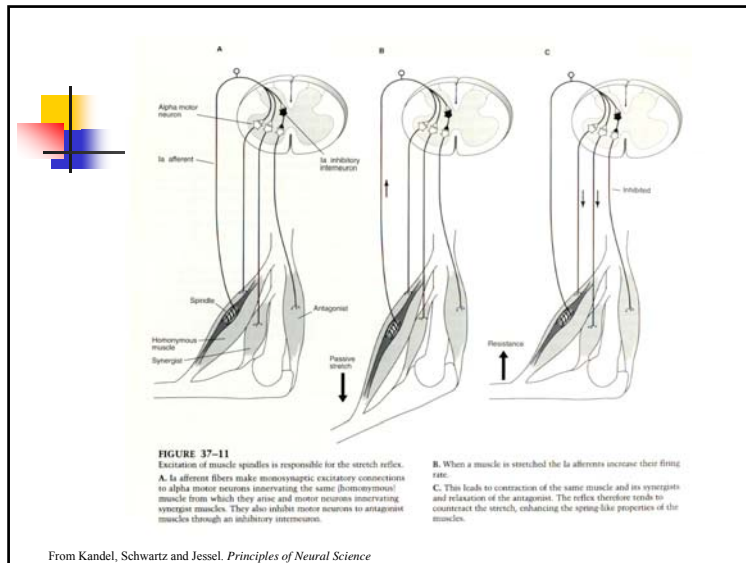 A
B
C
Alpha motor
neuron
Ia afferent
Ia inhibitory
interneuron
Inhibited
Spindle
Antagonist
Homonymous
muscle
Synergist
Passive
stretch
Resistance
FIGURE 37–11
Excitation of muscle spindles is responsible for the stretch reflex.
A. Ia afferent fibers make monosynaptic excitatory connections
to alpha motor neurons innervating the same (homonymous)
muscle from which they arise and motor neurons innervating
synergist muscles. They also inhibit motor neurons to antagonist
muscles through an inhibitory interneuron.
B. When a muscle is stretched the Ia afferents increase their firing
rate.
C. This leads to contraction of the same muscle and its synergists
and relaxation of the antagonist. The reflex therefore tends to
counteract the stretch, enhancing the spring-like properties of the
muscles.
From Kandel, Schwartz and Jessel. Principles of Neural Science